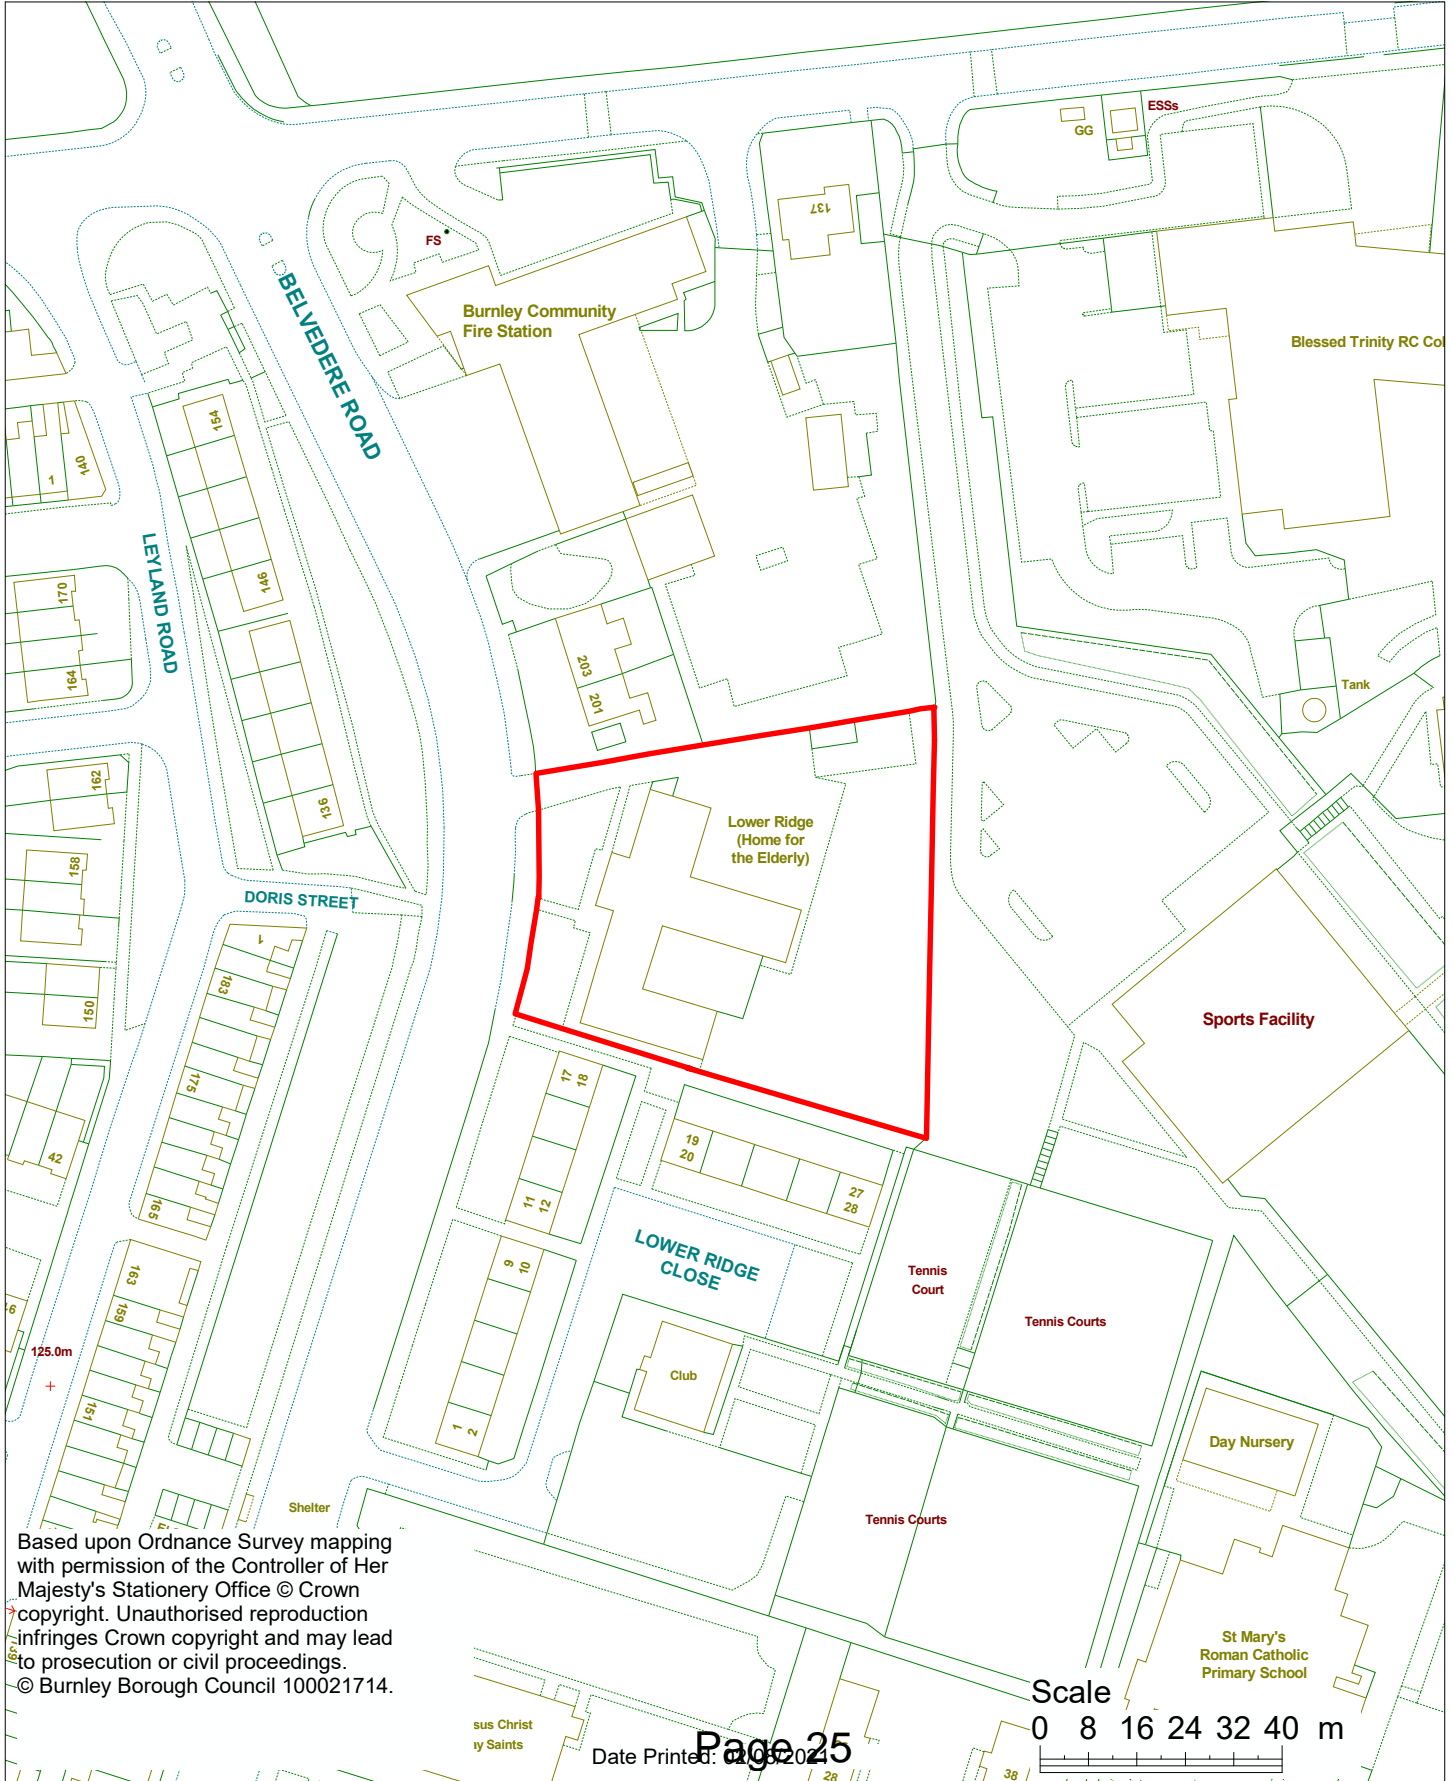 ESSs
GG
137
FS
BELVEDERE ROAD
Burnley Community
Fire Station
Blessed Trinity RC Col
154
140
1
LEYLAND ROAD
146
170
164
203
201
Tank
162
136
158
Lower Ridge
(Home for
the Elderly)
DORIS STREET
1
183
150
Sports Facility
175
17
18
42
19
20
27
28
165
11
12
LOWER RIDGE
CLOSE
9
10
163
159
Tennis
Court
Tennis Courts
125.0m
Club
151
1
2
Day Nursery
Shelter
Tennis Courts
Based upon Ordnance Survey mapping
with permission of the Controller of Her
Majesty's Stationery Office © Crown
copyright. Unauthorised reproduction
infringes Crown copyright and may lead
to prosecution or civil proceedings.
© Burnley Borough Council 100021714.
139
St Mary's
Roman Catholic
Primary School
sus Christ
ay Saints
Scale
0 8 16 24 32 40 m
Page 25
Date Printed:
28
38